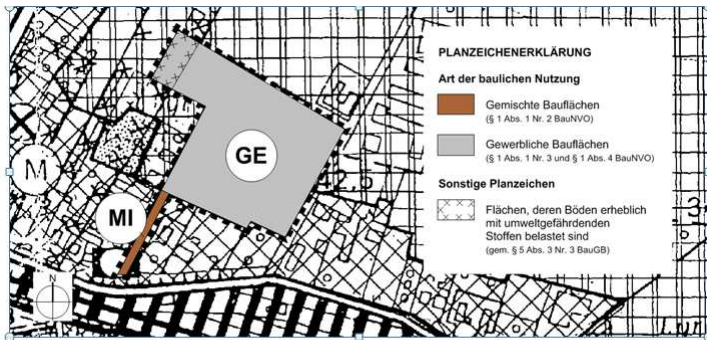 PLANZEICHENERKLÄRUNG
Art der baulichen Nutzung
Gemischte Bauflächen
(§ 1 Abs. 1 Nr. 2 BauNVO)
Gewerbliche Bauflächen
(§ 1 Abs. 1 Nr. 3 und § 1 Abs. 4 BauNVO)
Sonstige Planzeichen
Flächen, deren Böden erheblich
mit umweltgefährdenden
Stoffen belastet sind
(gem. § 5 Abs. 3 Nr. 3 BauGB)
GE
M
MI
42,5
N